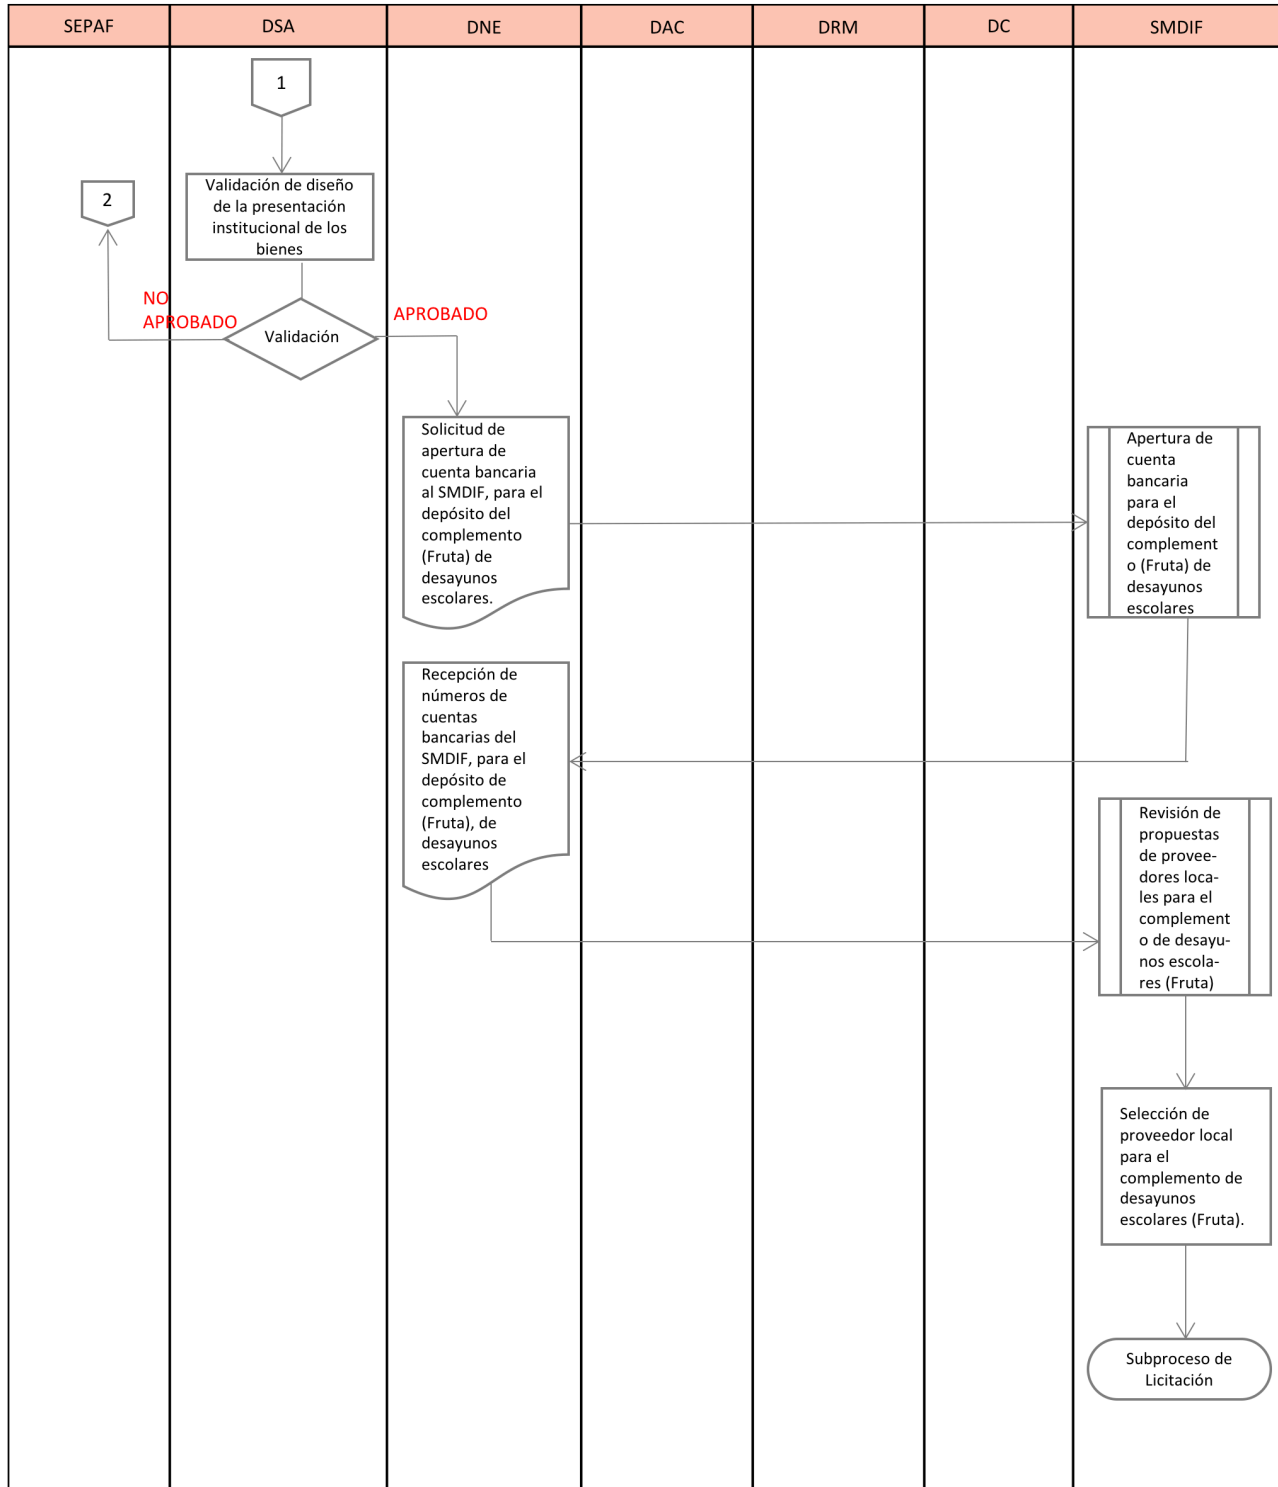 SEPAF
DSA
DNE
DAC
DRM
DC
SMDIF
1
Validación de diseño
de la presentación
institucional de los
bienes
2
NO
APROBADO
Validación
APROBADO
Solicitud de
apertura de
cuenta bancaria
al SMDIF, para el
depósito del
complemento
(Fruta) de
desayunos
escolares.
Apertura de
cuenta
bancaria
para el
depósito del
complement
o (Fruta) de
desayunos
escolares
Recepción de
números de
cuentas
bancarias del
SMDIF, para el
depósito de
complemento
(Fruta), de
desayunos
escolares
Revisión de
propuestas
de provee-
dores loca-
les para el
complement
o de desayu-
nos escola-
res (Fruta)
Selección de
proveedor local
para el
complemento de
desayunos
escolares (Fruta).
Subproceso de
Licitación